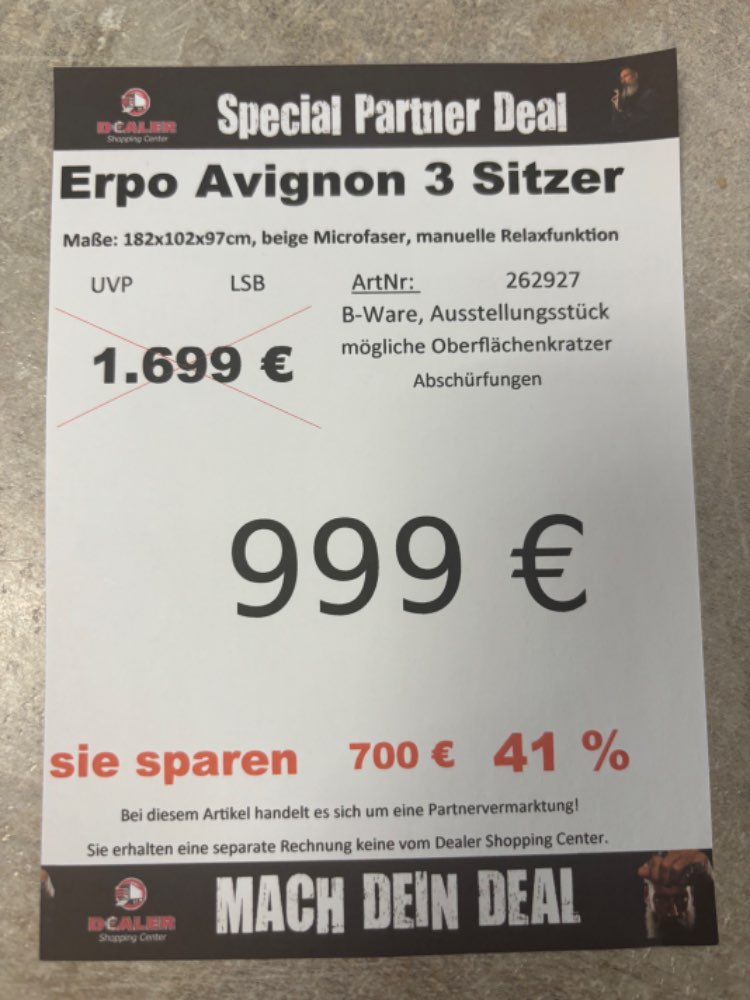 DEALER
Shopping Center
Special Partner Deal
Erpo Avignon 3 Sitzer
Maße: 182x102x97cm, beige Microfaser, manuelle Relaxfunktion
UVP LSB ArtNr: 262927
B-Ware, Ausstellungsstück
1.699 € mögliche Oberflächenkratzer
Abschürfungen
999 €
sie sparen 700 € 41 %
Bei diesem Artikel handelt es sich um eine Partnervermarktung!
Sie erhalten eine separate Rechnung keine vom Dealer Shopping Center.
DEALER
Shopping Center
MACH DEIN DEAL